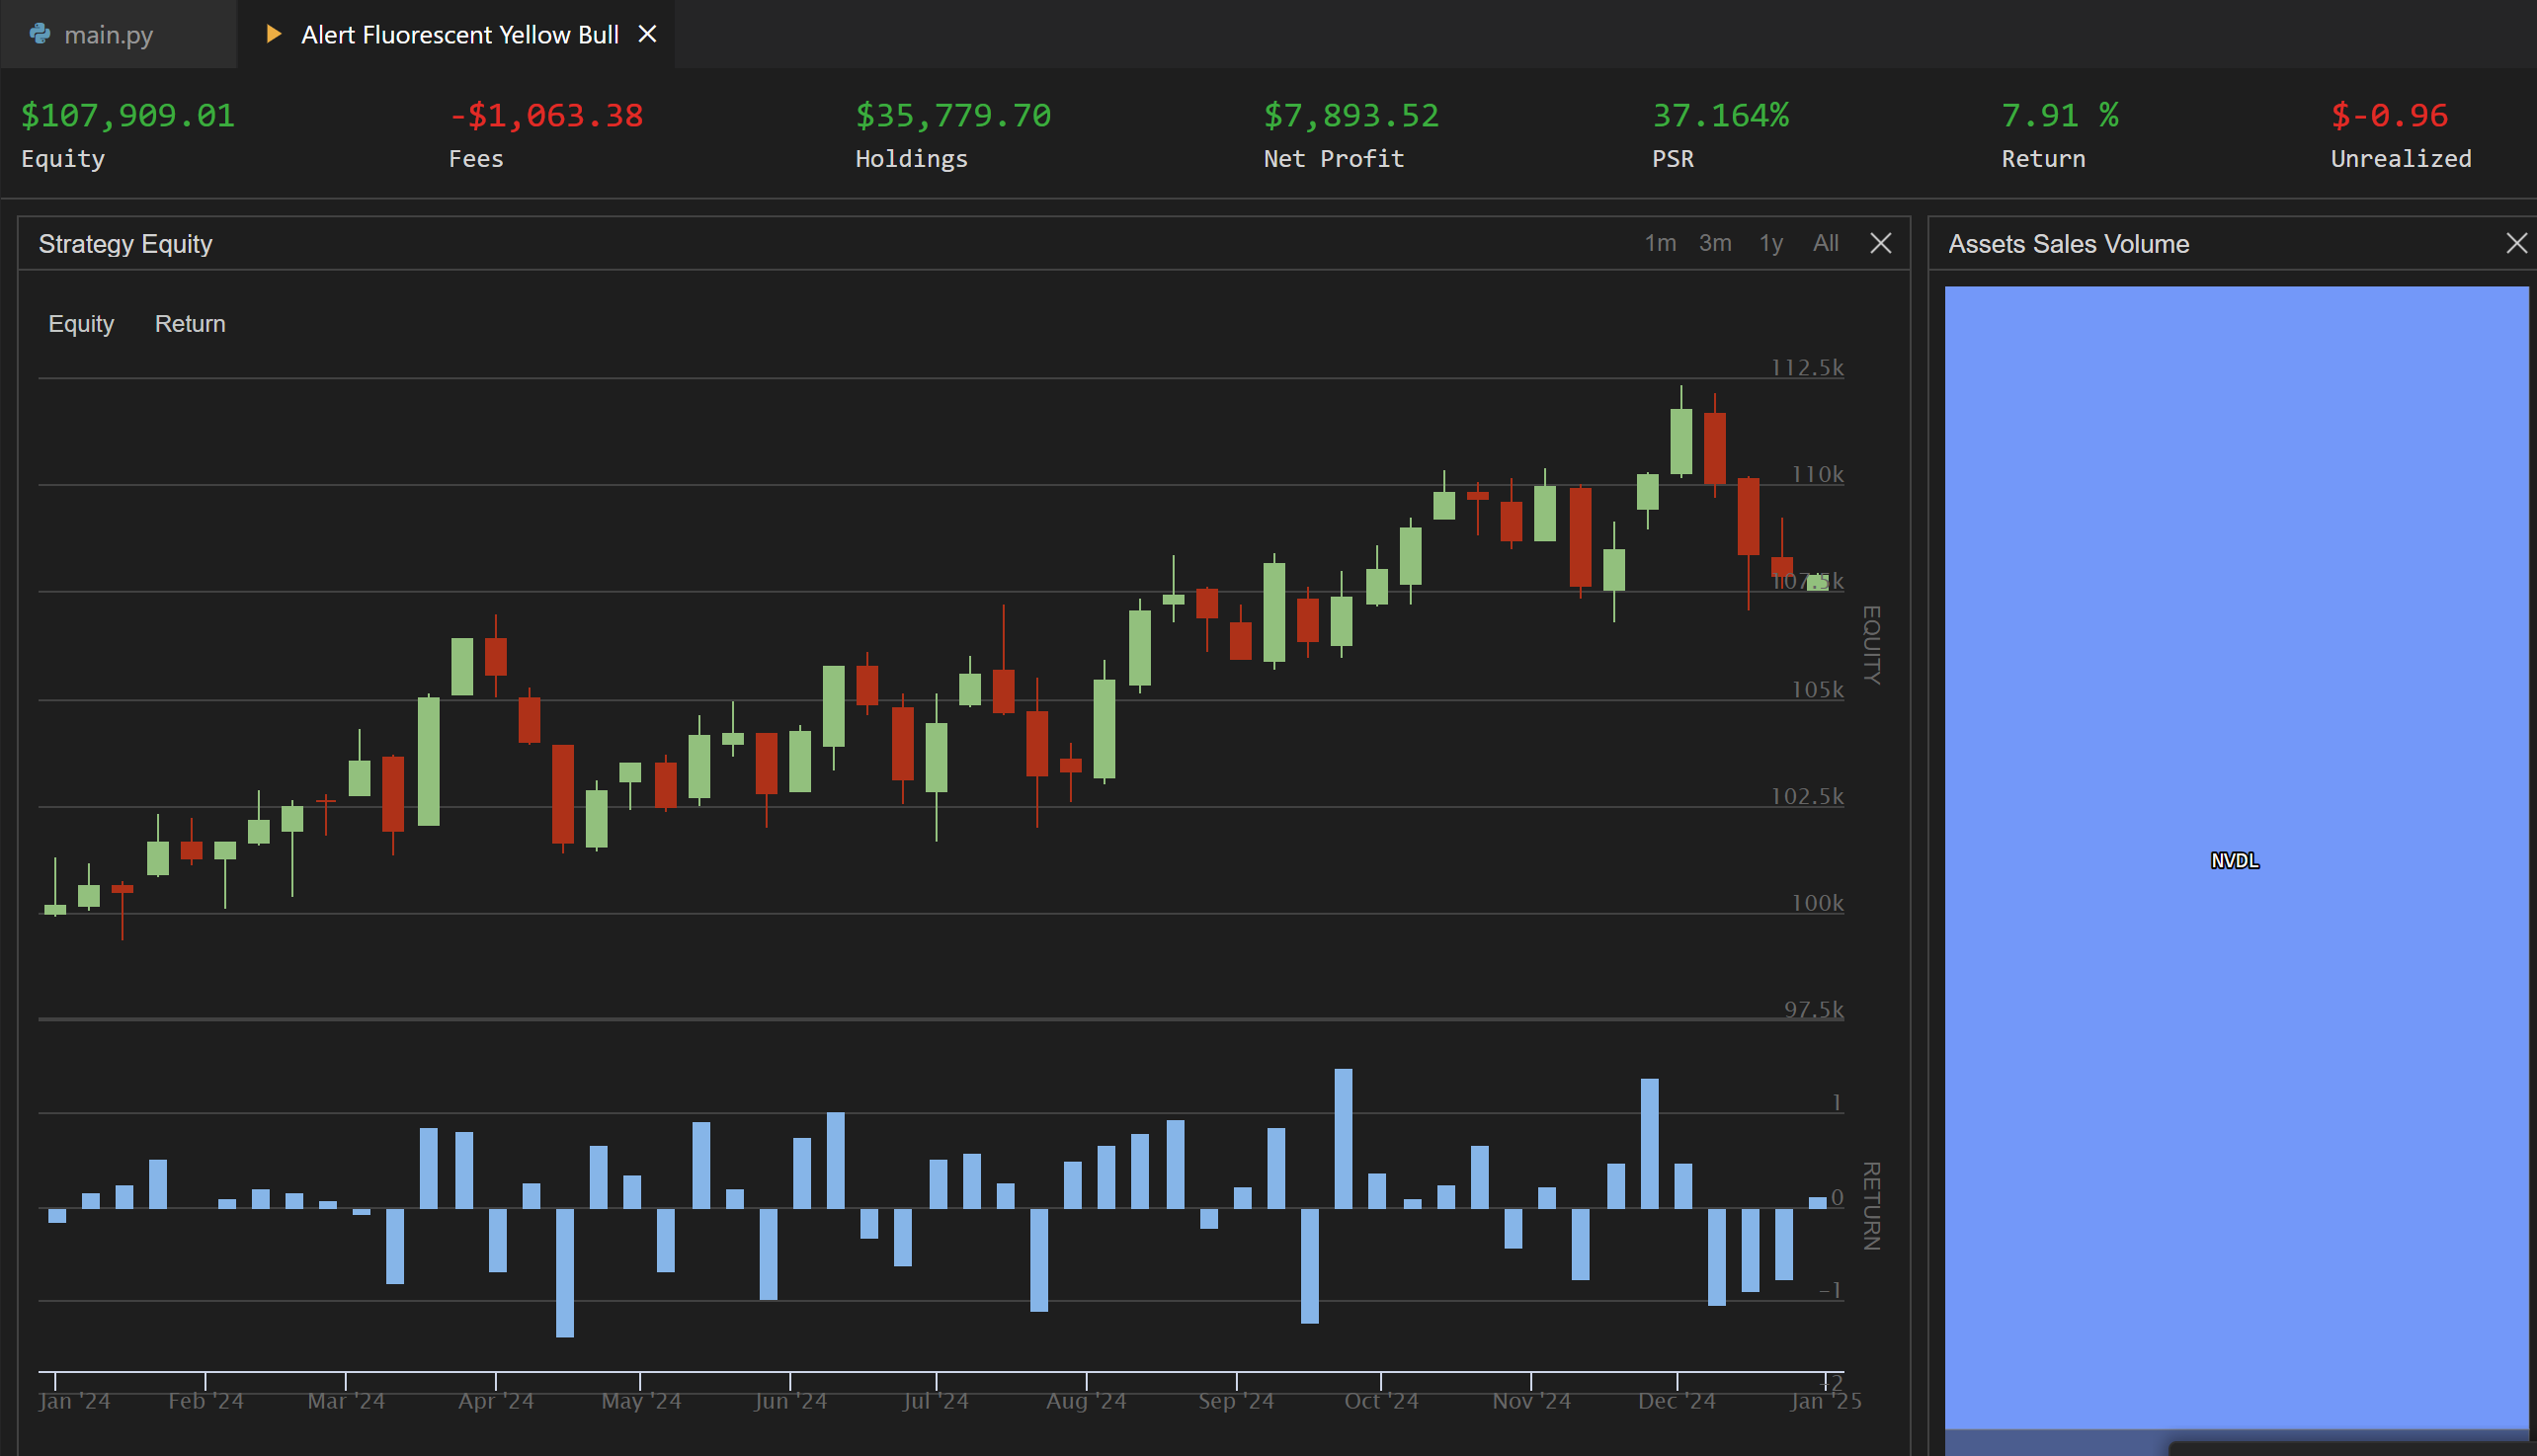 main.py
Alert Fluorescent Yellow Bull
$107,909.01
Equity
-$1,063.38
Fees
$35,779.70
Holdings
$7,893.52
Net Profit
37.164%
PSR
7.91 %
Return
$-0.96
Unrealized
Strategy Equity
1m 3m 1y All
Equity Return
112.5k
110k
107.5k
105k
102.5k
100k
97.5k
EQUITY
1
0
-1
-2
RETURN
Jan '24 Feb '24 Mar '24 Apr '24 May '24 Jun '24 Jul '24 Aug '24 Sep '24 Oct '24 Nov '24 Dec '24 Jan '25
Assets Sales Volume
NVDL